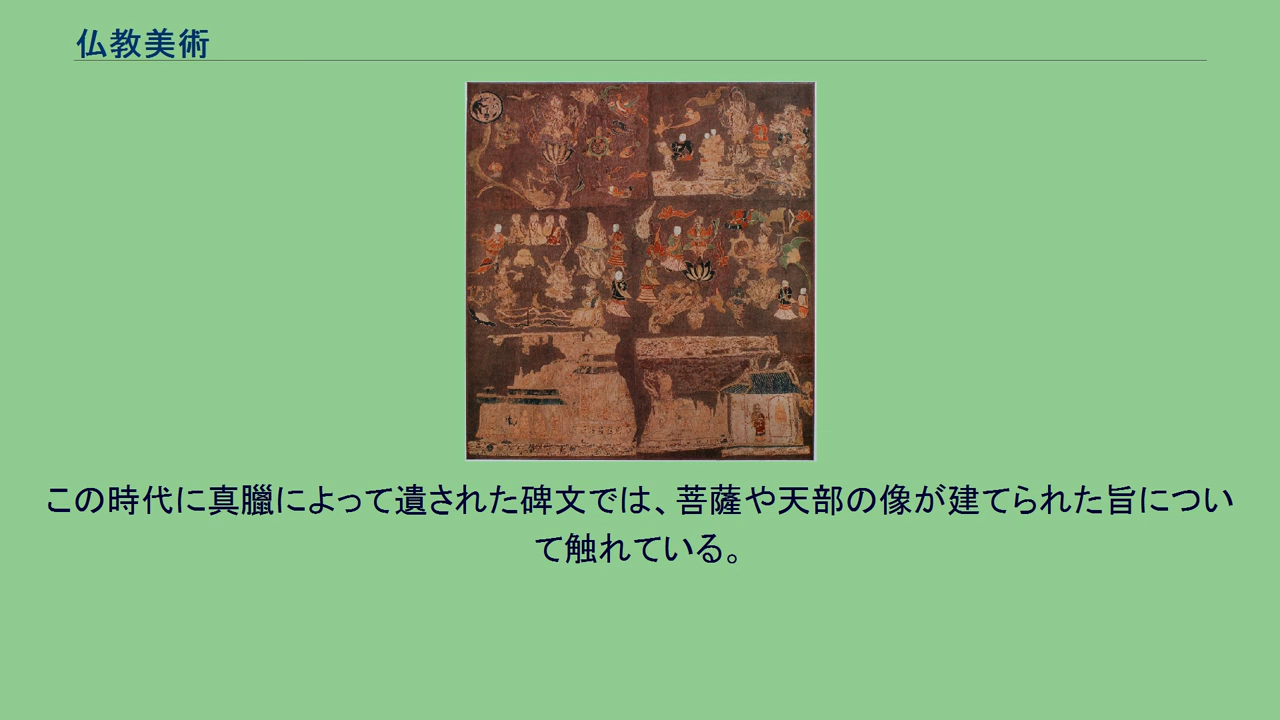 仏教美術
この時代に真臘によって遺された碑文では、菩薩や天部の像が建てられた旨につい
て触れている。